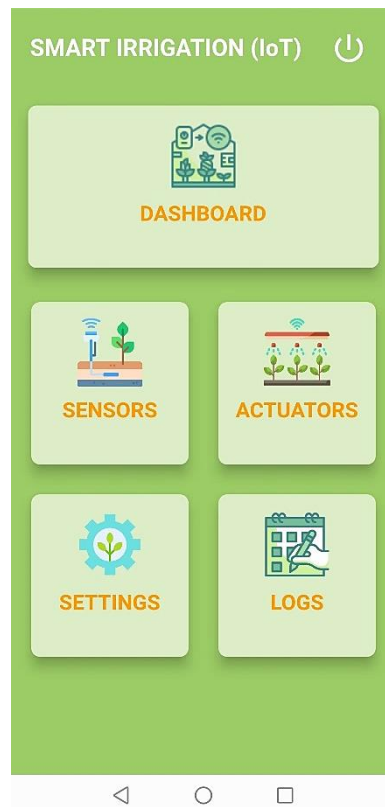 SMART IRRIGATION (IoT)
DASHBOARD
SENSORS
ACTUATORS
SETTINGS
LOGS